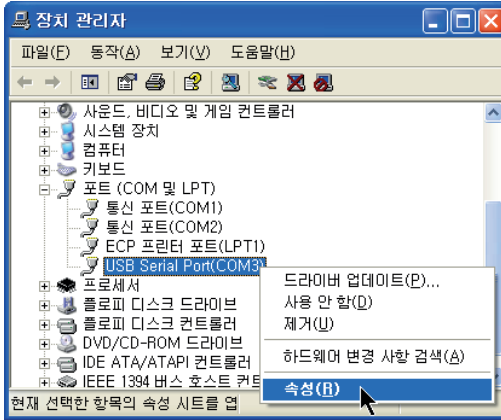 장치 관리자
파일(F) 동작(A) 보기(V) 도움말(H)
사운드, 비디오 및 게임 컨트롤러
시스템 장치
컴퓨터
키보드
포트 (COM 및 LPT)
통신 포트(COM1)
통신 포트(COM2)
ECP 프린터 포트(LPT1)
USB Serial Port(COM3)
프로세서
플로피 디스크 드라이브
플로피 디스크 컨트롤러
DVD/CD-ROM 드라이브
IDE ATA/ATAPI 컨트롤러
IEEE 1394 버스 호스트 컨트
드라이버 업데이트(P)...
사용 안 함(D)
제거(U)
하드웨어 변경 사항 검색(A)
속성(R)
현재 선택한 항목의 속성 시트를 엽